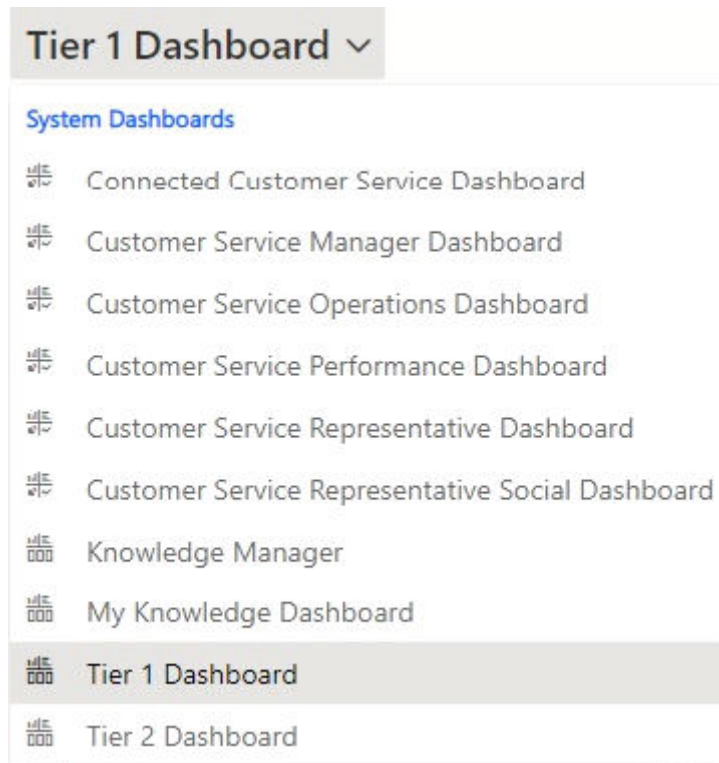 Tier 1 Dashboard
System Dashboards
Connected Customer Service Dashboard
Customer Service Manager Dashboard
Customer Service Operations Dashboard
Customer Service Performance Dashboard
Customer Service Representative Dashboard
Customer Service Representative Social Dashboard
Knowledge Manager
My Knowledge Dashboard
Tier 1 Dashboard
Tier 2 Dashboard